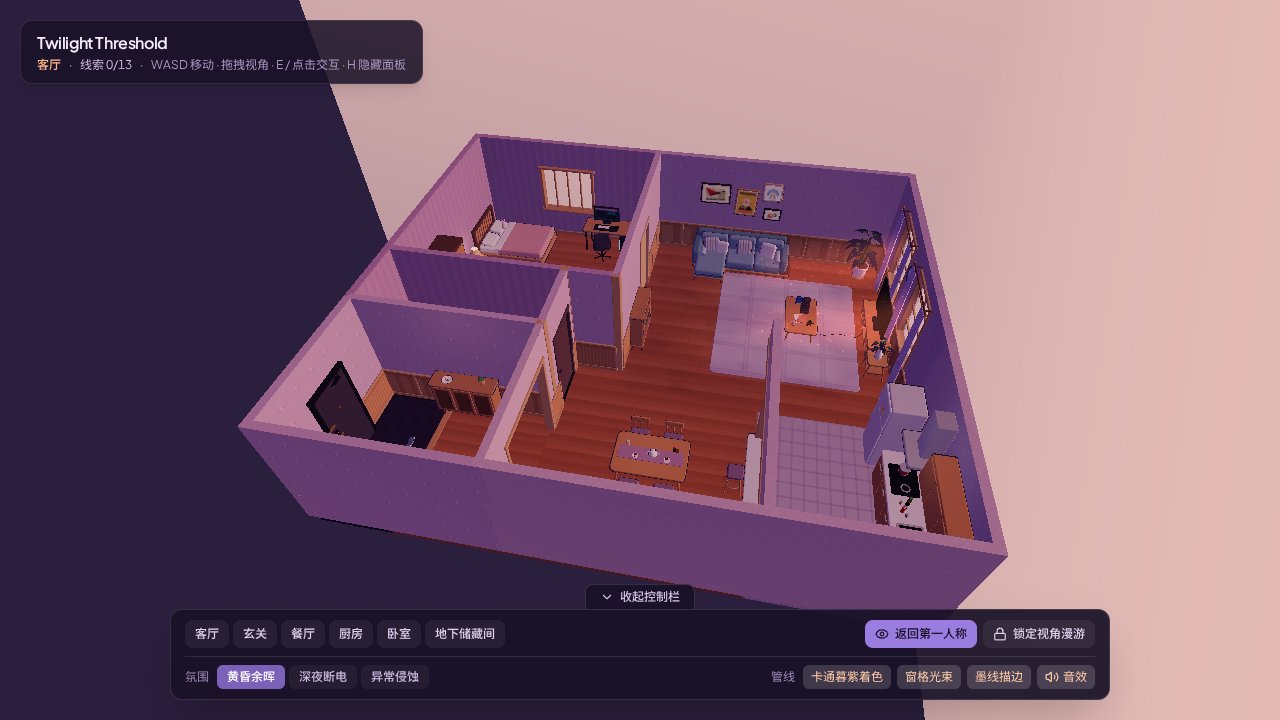 Twilight Threshold
客厅 · 线索 0/13 · WASD 移动 · 拖拽视角 · E / 点击交互 · H 隐藏面板
收起控制栏
客厅 玄关 餐厅 厨房 卧室 地下储藏间 返回第一人称 锁定视角漫游
氛围 黄昏余晖 深夜断电 异常侵蚀 管线 卡通暮紫着色 窗格光束 墨线描边 音效